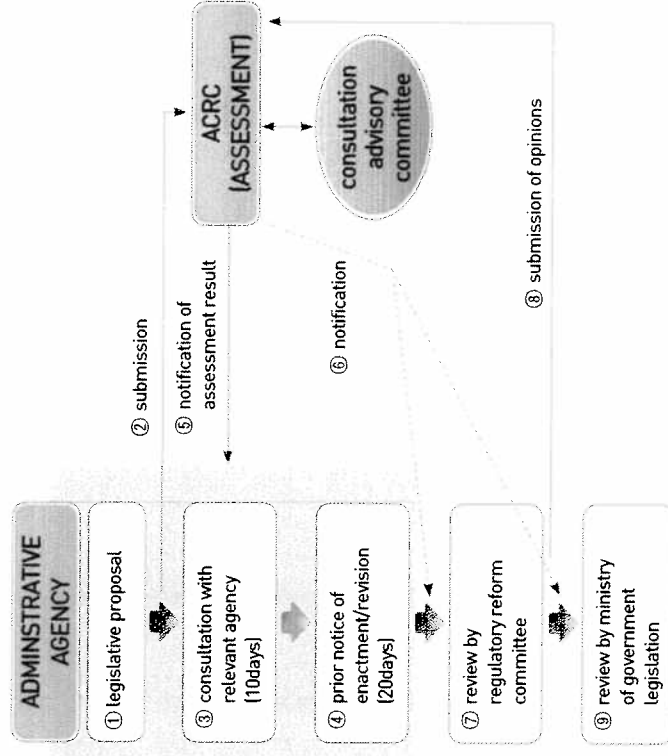 ADMINSTRATIVE
AGENCY
① legislative proposal
② submission
③ consultation with
relevant agency
(10days)
④ prior notice of
enactment/revision
(20days)
⑤ notification of
assessment result
⑥ notification
⑦ review by
regulatory reform
committee
⑧ submission of opinions
⑨ review by ministry
of government
legislation
ACRC
(ASSESSMENT)
consultation
advisory
committee